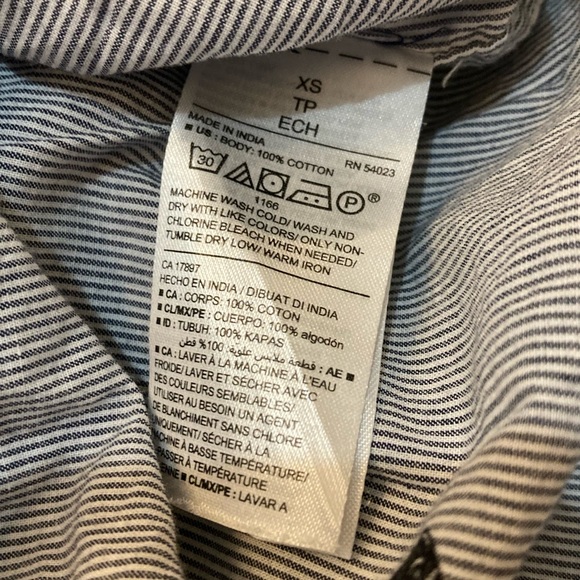 XS
TP
ECH
MADE IN INDIA RN 54023
■ US : BODY: 100% COTTON
30 P ®
1166
MACHINE WASH COLD/ WASH AND
DRY WITH LIKE COLORS/ ONLY NON-
CHLORINE BLEACH WHEN NEEDED/
TUMBLE DRY LOW/ WARM IRON
CA 17897
HECHO EN INDIA / DIBUAT DI INDIA
■ CA : CORPS: 100% COTON
■ CL/MX/PE : CUERPO: 100% algodón
■ ID : TUBUH: 100% KAPAS
■ AE : قطعة ملابس علوية: 100% قطن
■ CA : LAVER À LA MACHINE À L'EAU
FROIDE/ LAVER ET SÉCHER AVEC
DES COULEURS SEMBLABLES/
UTILISER AU BESOIN UN AGENT
DE BLANCHIMENT SANS CHLORE
UNIQUEMENT/ SÉCHER À LA
MACHINE À BASSE TEMPÉRATURE/
REPASSER À TEMPÉRATURE
■ CL/MX/PE : LAVAR A